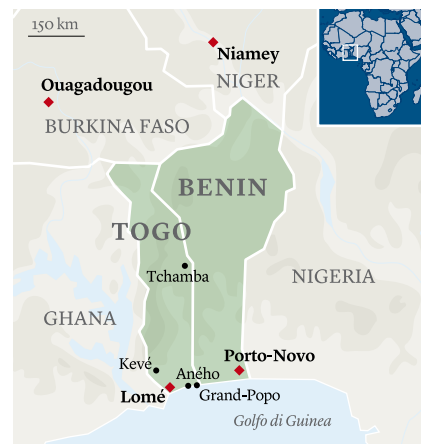 150 km
Niamey
Ouagadougou
NIGER
BURKINA FASO
BENIN
TOGO
Tchamba
NIGERIA
GHANA
Porto-Novo
Kevé
Aného
Lomé
Grand-Popo
Golfo di Guinea